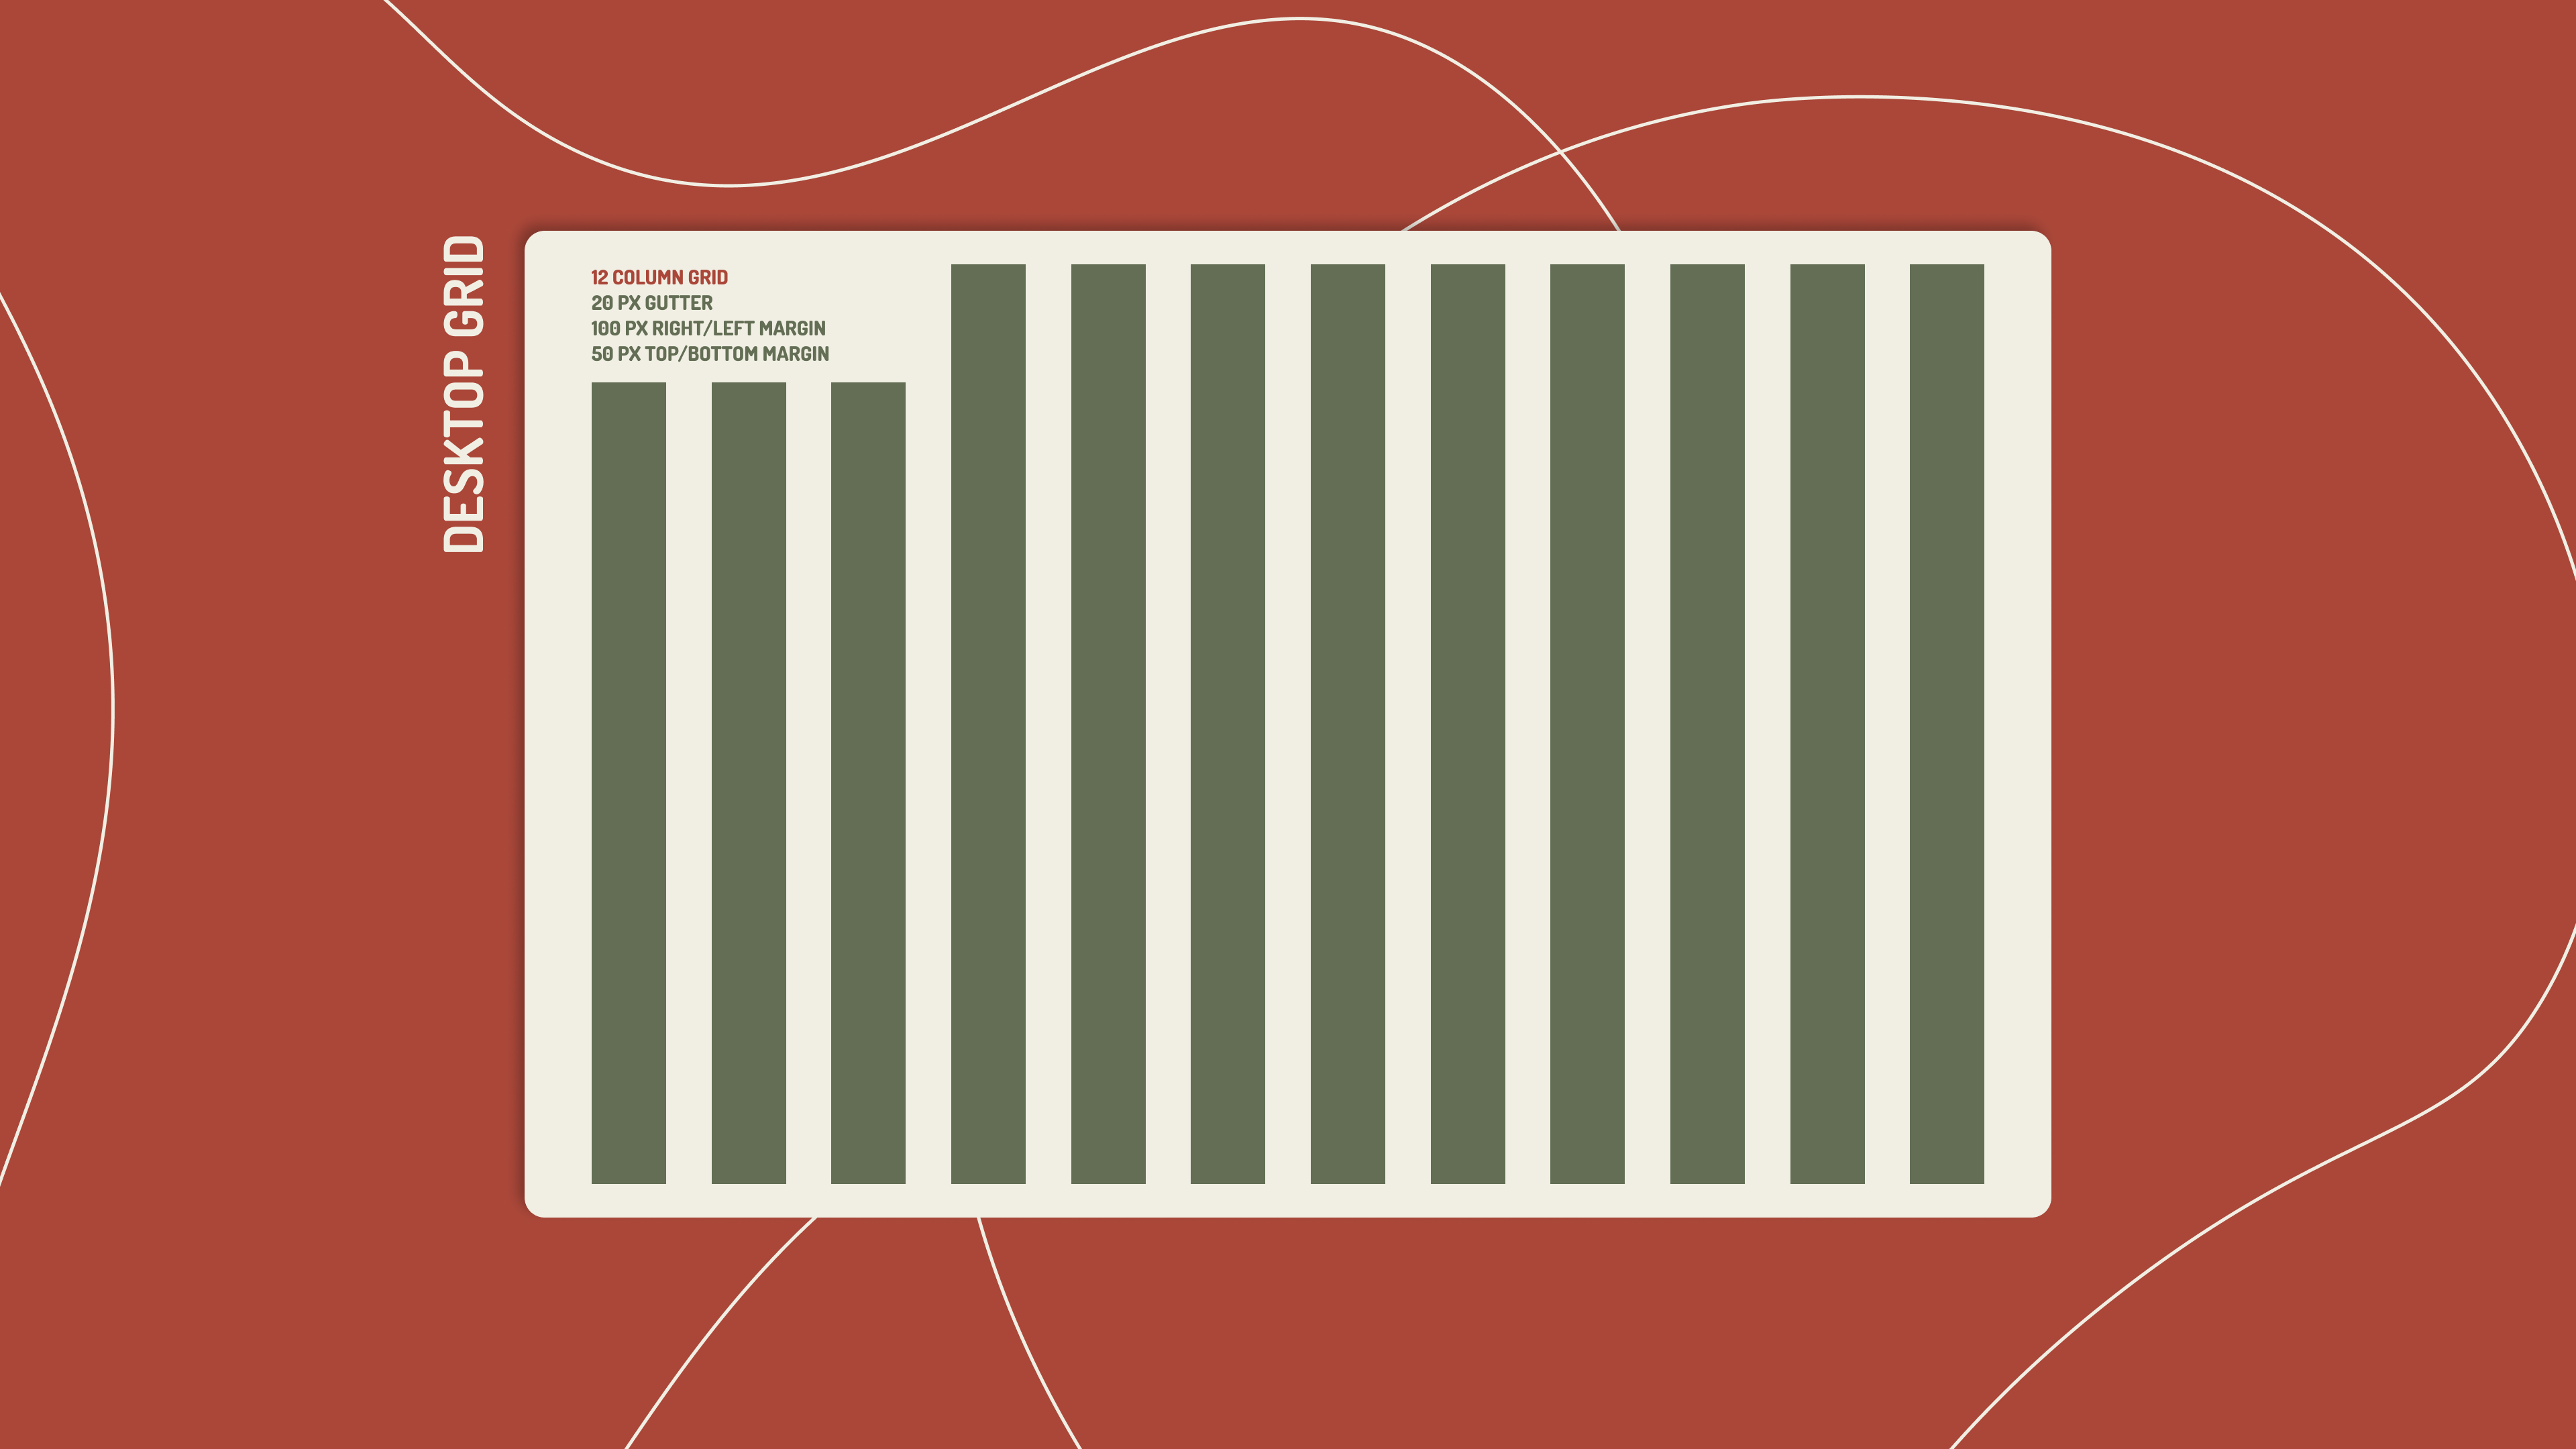 DESKTOP GRID
12 COLUMN GRID
20 PX GUTTER
100 PX RIGHT/LEFT MARGIN
50 PX TOP/BOTTOM MARGIN